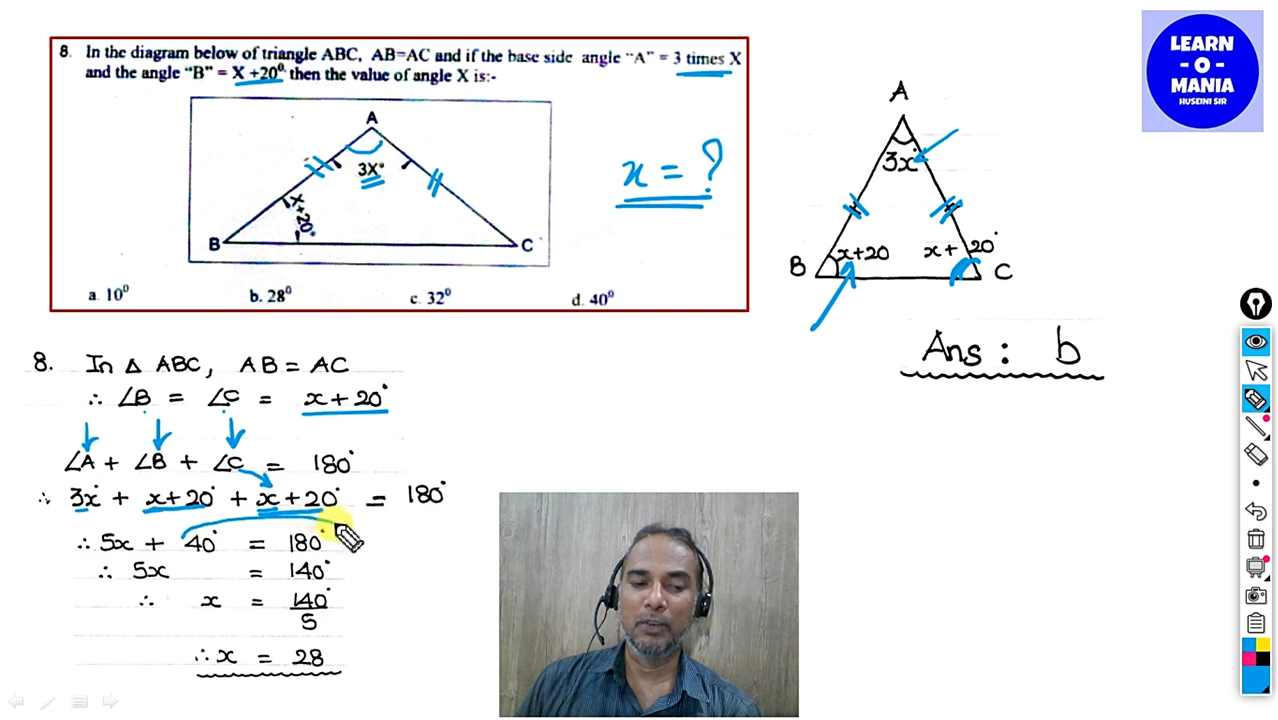 8. In the diagram below of triangle ABC, AB=AC and if the base side angle "A" = 3 times X
and the angle "B" = X +20⁰ then the value of angle X is:-
A
3X°
X+20°
B
C
a. 10⁰ b. 28⁰ c. 32⁰ d. 40⁰
x = ?
A
3x°
x+20 x+ 20°
B C
Ans : b
LEARN
- O -
MANIA
HUSEINI SIR
8. In Δ ABC, AB = AC
∴ ∠B = ∠C = x + 20°
∠A + ∠B + ∠C = 180°
∴ 3x° + x+20° + x+20° = 180°
∴ 5x + 40° = 180°
∴ 5x = 140°
∴ x = 140°
5
∴ x = 28